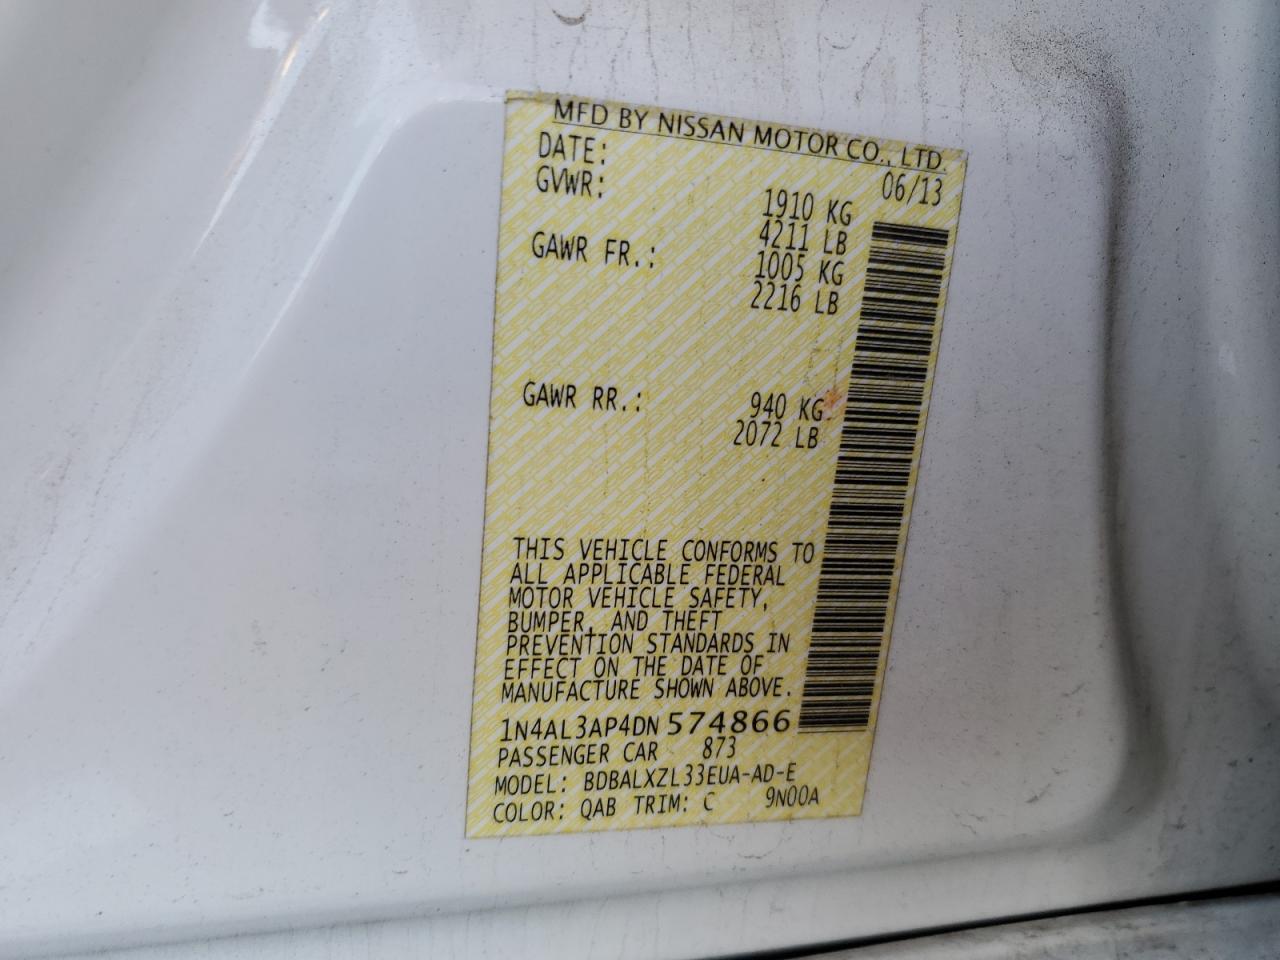 MFD BY NISSAN MOTOR CO., LTD.
DATE: 06/13
GVWR: 1910 KG
4211 LB
GAWR FR.: 1005 KG
2216 LB
GAWR RR.: 940 KG
2072 LB
THIS VEHICLE CONFORMS TO
ALL APPLICABLE FEDERAL
MOTOR VEHICLE SAFETY,
BUMPER, AND THEFT
PREVENTION STANDARDS IN
EFFECT ON THE DATE OF
MANUFACTURE SHOWN ABOVE.
1N4AL3AP4DN574866
PASSENGER CAR 873
MODEL: BDBALXZL33EUA-AD-E
COLOR: QAB TRIM: C 9N00A